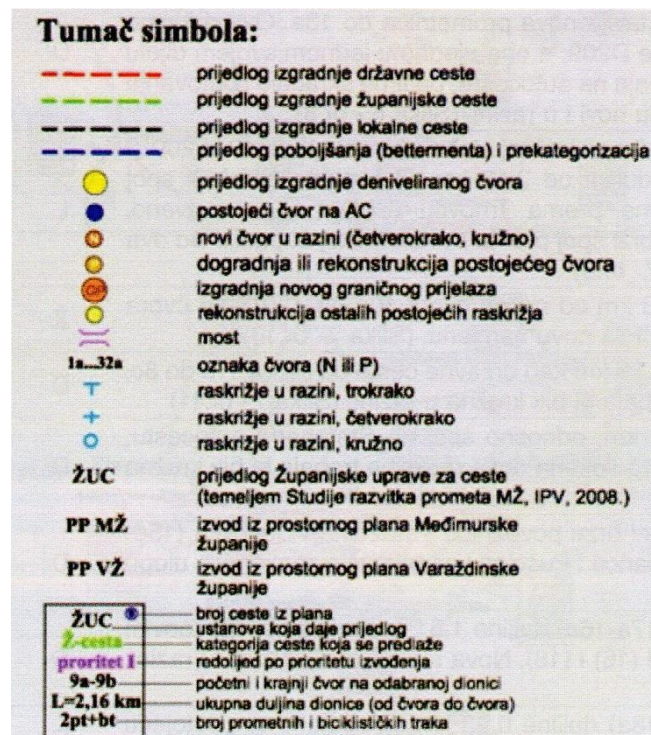 Tumač simbola:
prijedlog izgradnje državne ceste
prijedlog izgradnje županijske ceste
prijedlog izgradnje lokalne ceste
prijedlog poboljšanja (bettermenta) i prekategorizacija
prijedlog izgradnje deniveliranog čvora
postojeći čvor na AC
N novi čvor u razini (četverokrako, kružno)
dogradnja ili rekonstrukcija postojećeg čvora
GP izgradnja novog graničnog prijelaza
rekonstrukcija ostalih postojećih raskrižja
most
1a...32a oznaka čvora (N ili P)
raskrižje u razini, trokrako
raskrižje u razini, četverokrako
raskrižje u razini, kružno
ŽUC prijedlog Županijske uprave za ceste
(temeljem Studije razvitka prometa MŽ, IPV, 2008.)
PP MŽ izvod iz prostornog plana Međimurske
županije
PP VŽ izvod iz prostornog plana Varaždinske
županije
broj ceste iz plana
ŽUC ustanova koja daje prijedlog
Ž-cesta kategorija ceste koja se predlaže
proritet I redolijed po prioritetu izvođenja
9a-9b početni i krajnji čvor na odabranoj dionici
L=2,16 km ukupna duljina dionice (od čvora do čvora)
2pt+bt broj prometnih i biciklističkih traka